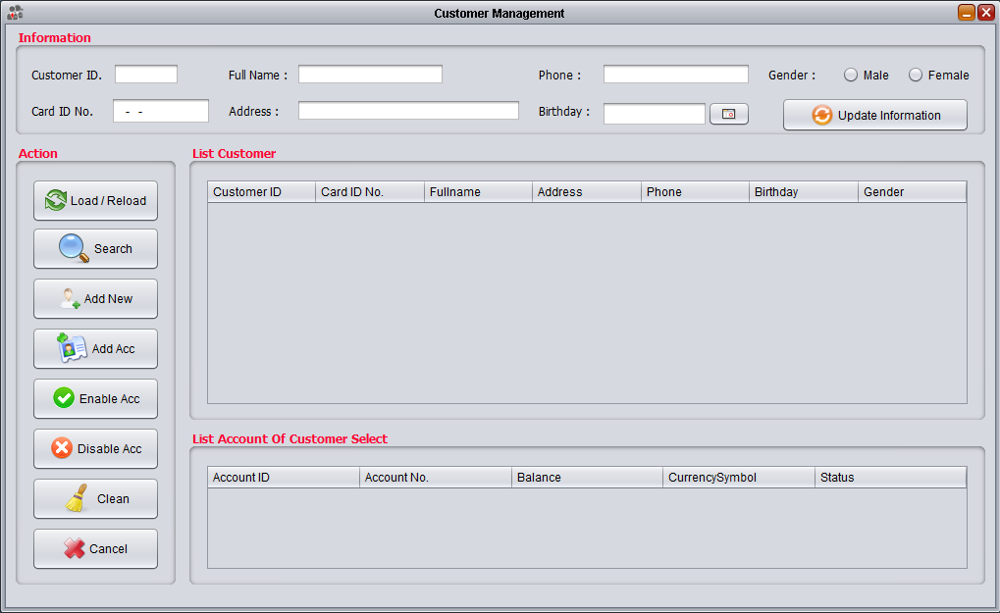 Customer Management
Information
Customer ID. Full Name : Phone : Gender : Male Female
Card ID No. - - Address : Birthday : Update Information
Action
Load / Reload
Search
Add New
Add Acc
Enable Acc
Disable Acc
Clean
Cancel
List Customer
Customer ID Card ID No. Fullname Address Phone Birthday Gender
List Account Of Customer Select
Account ID Account No. Balance CurrencySymbol Status